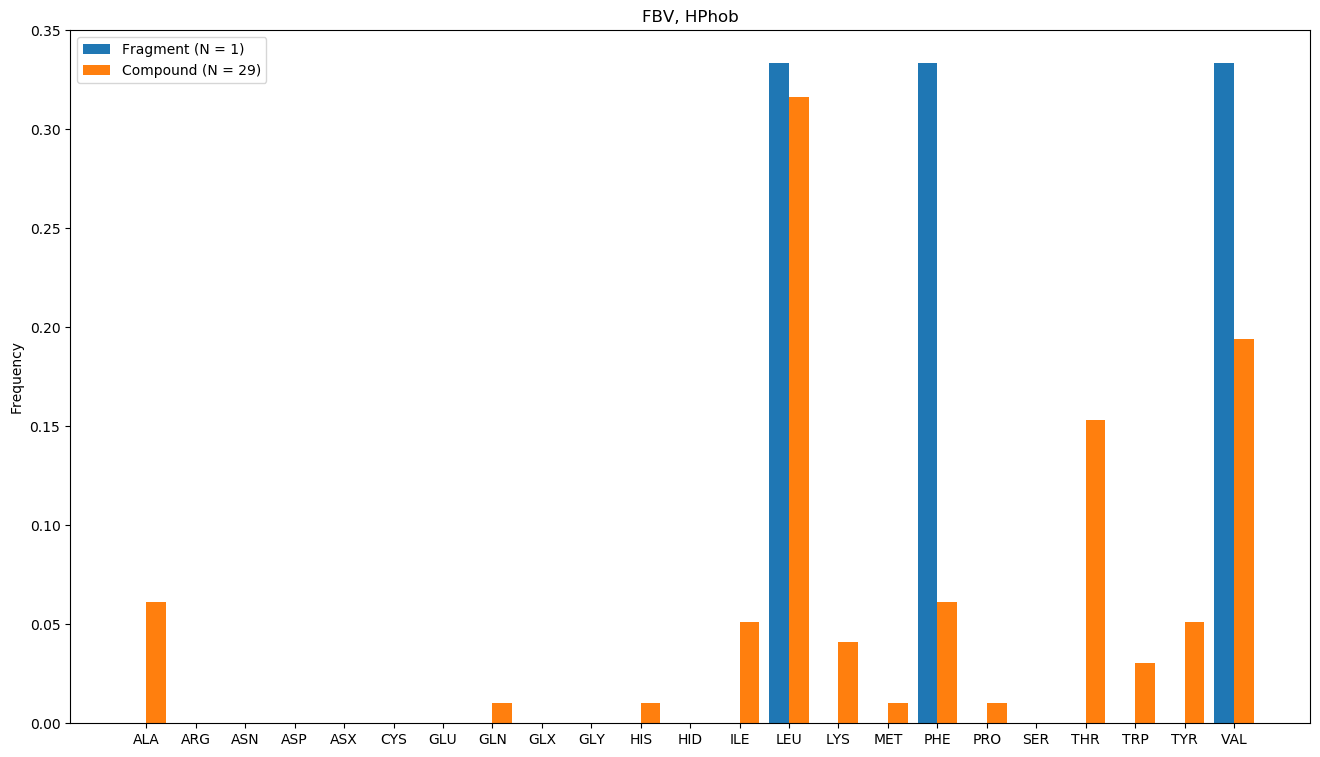 FBV, HPhob
Fragment (N = 1)
Compound (N = 29)
Frequency
0.35
0.30
0.25
0.20
0.15
0.10
0.05
0.00
ALA ARG ASN ASP ASX CYS GLU GLN GLX GLY HIS HID ILE LEU LYS MET PHE PRO SER THR TRP TYR VAL